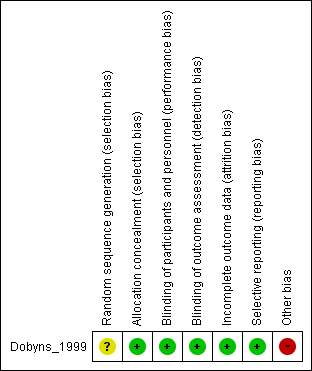 Random sequence generation (selection bias)
Allocation concealment (selection bias)
Blinding of participants and personnel (performance bias)
Blinding of outcome assessment (detection bias)
Incomplete outcome data (attrition bias)
Selective reporting (reporting bias)
Other bias
Dobyns_1999 ? + + + + + -